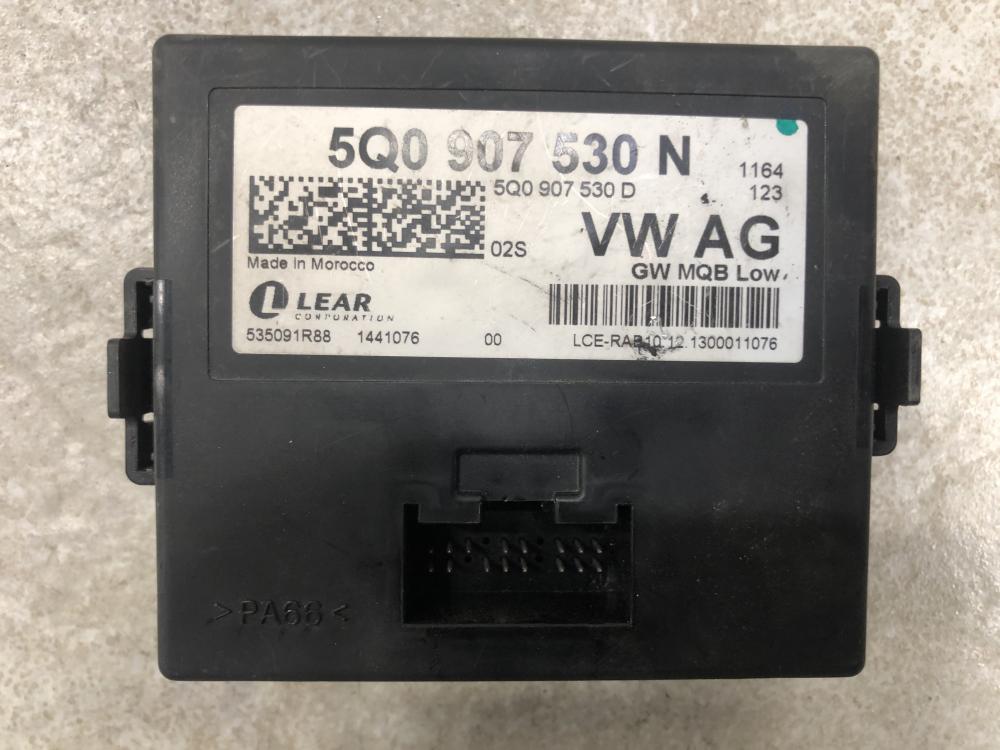 5Q0 907 530 N
1164
5Q0 907 530 D
123
02S
VW AG
Made In Morocco
GW MQB Low
LEAR
CORPORATION
535091R88 1441076 00 LCE-RAB10.12.1300011076
>PA66<